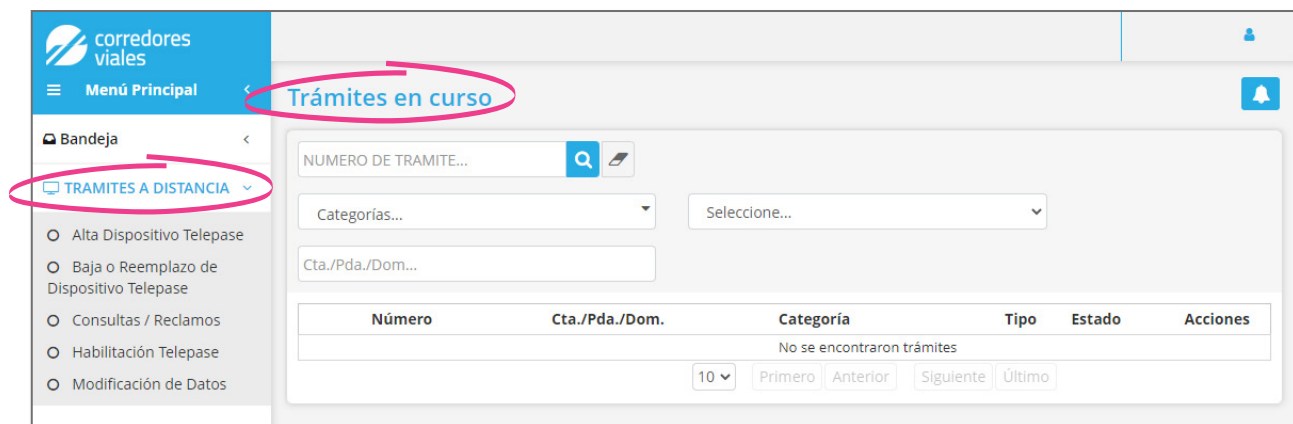 corredores
viales
Menú Principal
Bandeja
TRAMITES A DISTANCIA
Alta Dispositivo Telepase
Baja o Reemplazo de
Dispositivo Telepase
Consultas / Reclamos
Habilitación Telepase
Modificación de Datos
Trámites en curso
NUMERO DE TRAMITE...
Categorías... Seleccione...
Cta./Pda./Dom...
Número Cta./Pda./Dom. Categoría Tipo Estado Acciones
No se encontraron trámites
10 Primero Anterior Siguiente Último